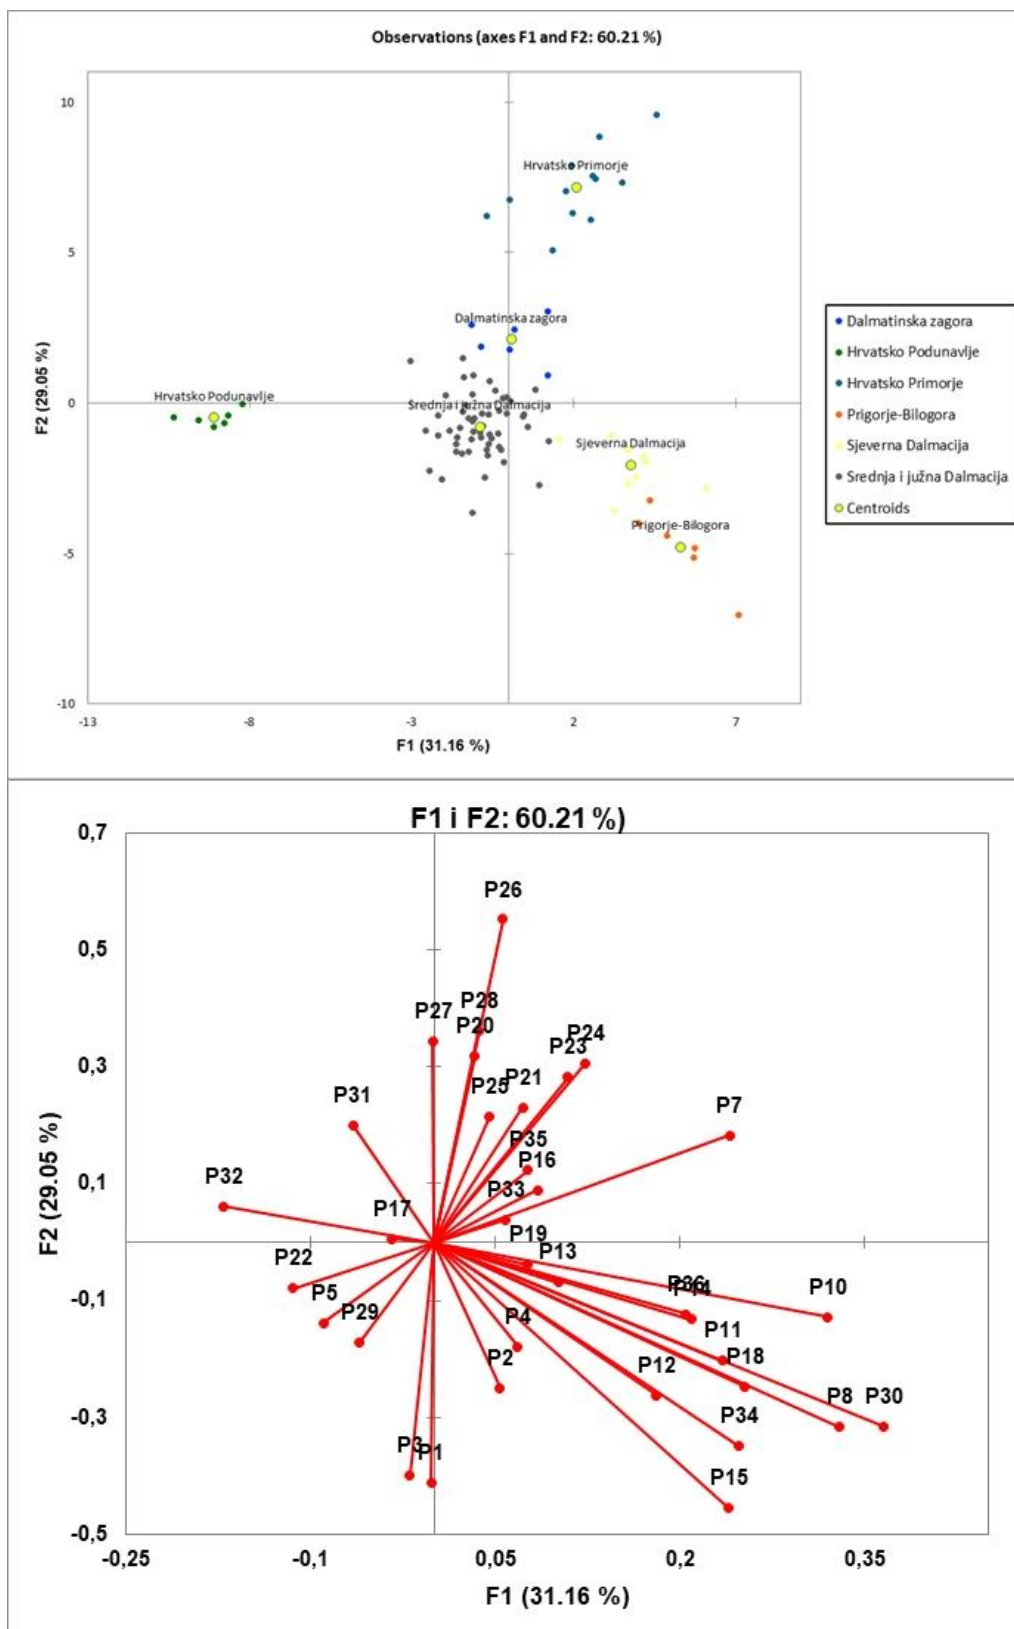 Observations (axes F1 and F2: 60.21 %)
10
Hrvatsko Primorje
5
Dalmatinska zagora
Dalmatinska zagora
Hrvatsko Podunavlje
Hrvatsko Primorje
Hrvatsko Podunavlje
0
Srednja i južna Dalmacija
Prigorje-Bilogora
Sjeverna Dalmacija
Sjeverna Dalmacija
Srednja i južna Dalmacija
Centroids
Prigorje-Bilogora
-5
-10
-13
-8
-3
2
7
F1 (31.16 %)
F2 (29.05 %)
F1 i F2: 60.21 %)
0,7
P26
0,5
P28
P27
P20
P24
P23
0,3
P21
P25
P31
P7
P35
P16
0,1
P32
P33
P17
P19
P13
P22
P36
P14
P10
-0,1
P5
P4
P11
P29
P2
P12
P18
P8
P30
-0,3
P34
P3
P1
P15
-0,5
-0,25
-0,1
0,05
0,2
0,35
F1 (31.16 %)
F2 (29.05 %)